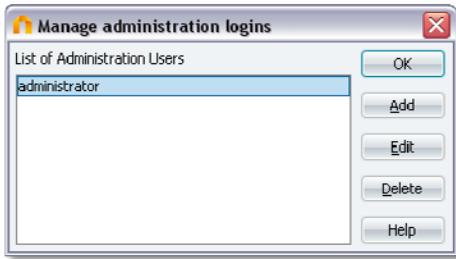 Manage administration logins
List of Administration Users
administrator
OK
Add
Edit
Delete
Help